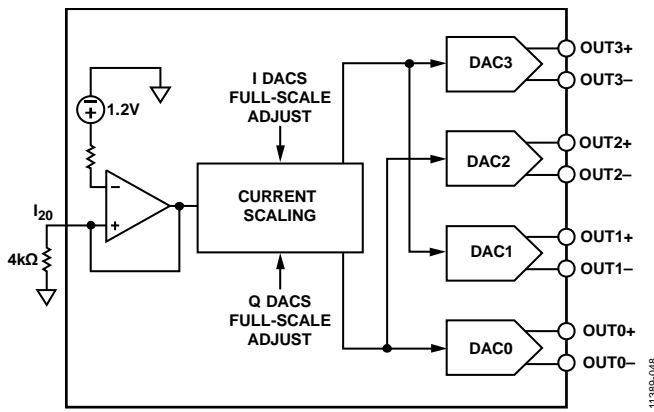 I DACS
FULL-SCALE
ADJUST
1.2V
–
+
–
+
I20
4kΩ
CURRENT
SCALING
Q DACS
FULL-SCALE
ADJUST
DAC3
OUT3+
OUT3–
DAC2
OUT2+
OUT2–
DAC1
OUT1+
OUT1–
DAC0
OUT0+
OUT0–
11389-048